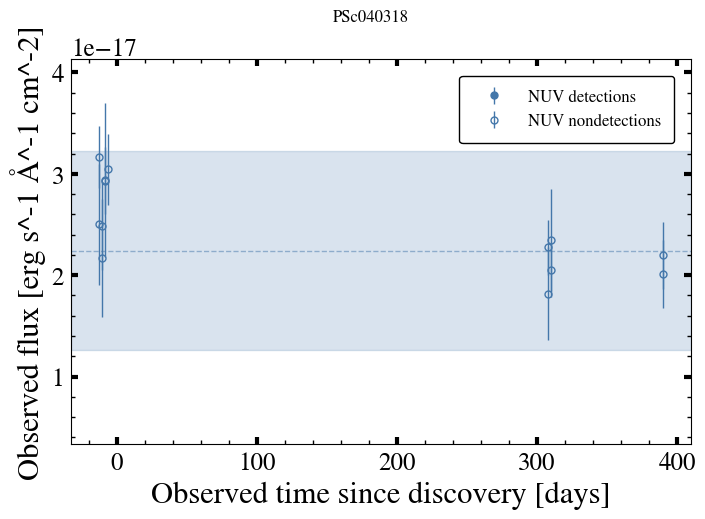 PSc040318
1e−17
Observed flux [erg s^-1 Å^-1 cm^-2]
4
3
2
1
NUV detections
NUV nondetections
0 100 200 300 400
Observed time since discovery [days]